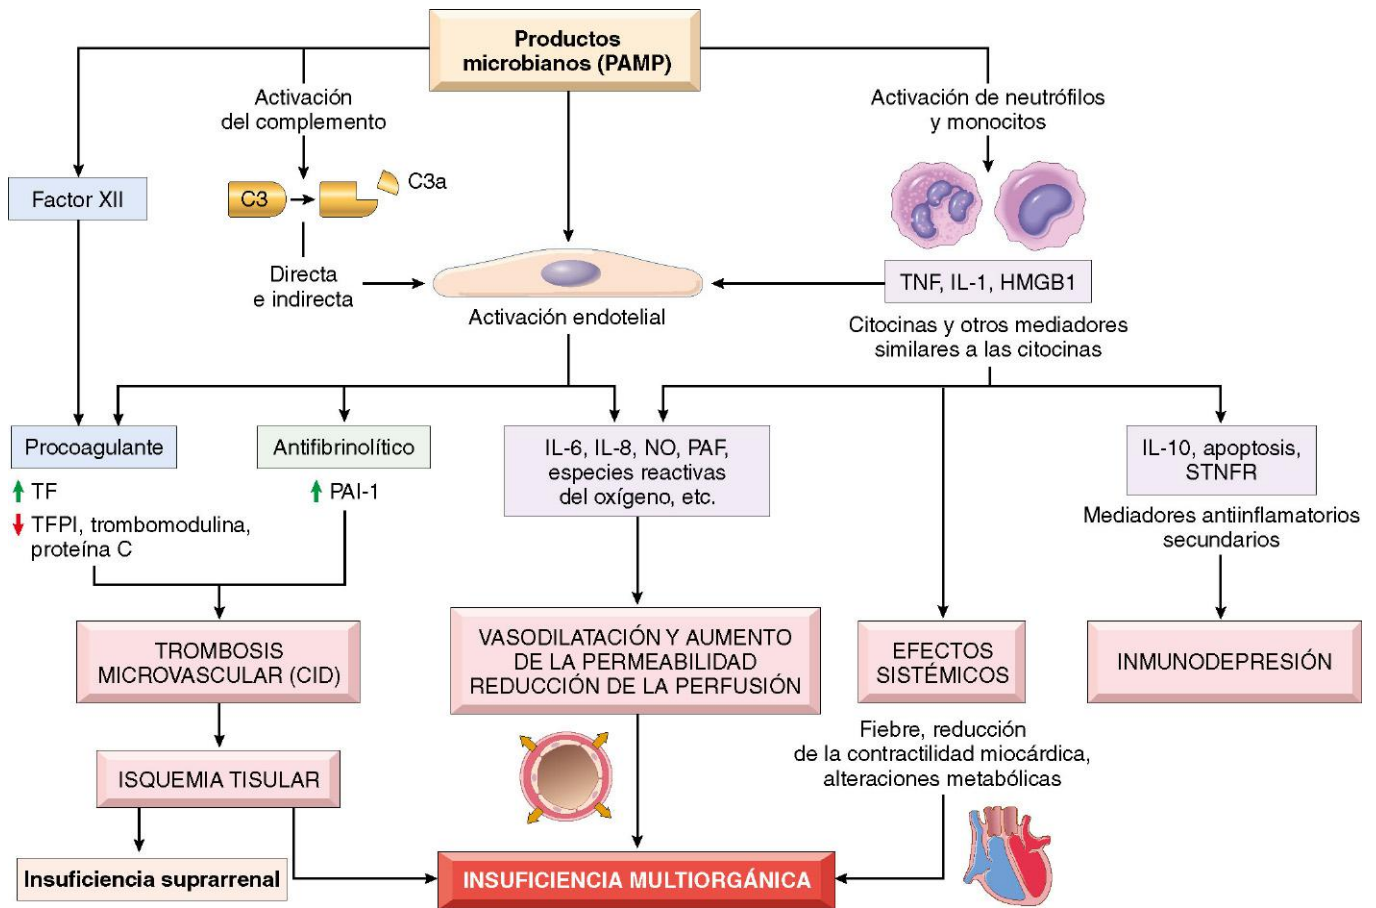 Productos
microbianos (PAMP)
Activación
del complemento
Activación de neutrófilos
y monocitos
Factor XII
C3
C3a
Directa
e indirecta
Activación endotelial
TNF, IL-1, HMGB1
Citocinas y otros mediadores
similares a las citocinas
Procoagulante
TF
TFPI, trombomodulina,
proteína C
Antifibrinolítico
PAI-1
IL-6, IL-8, NO, PAF,
especies reactivas
del oxígeno, etc.
IL-10, apoptosis,
STNFR
Mediadores antiinflamatorios
secundarios
TROMBOSIS
MICROVASCULAR (CID)
VASODILATACIÓN Y AUMENTO
DE LA PERMEABILIDAD
REDUCCIÓN DE LA PERFUSIÓN
EFECTOS
SISTÉMICOS
INMUNODEPRESIÓN
Fiebre, reducción
de la contractilidad miocárdica,
alteraciones metabólicas
ISQUEMIA TISULAR
Insuficiencia suprarrenal
INSUFICIENCIA MULTIORGÁNICA